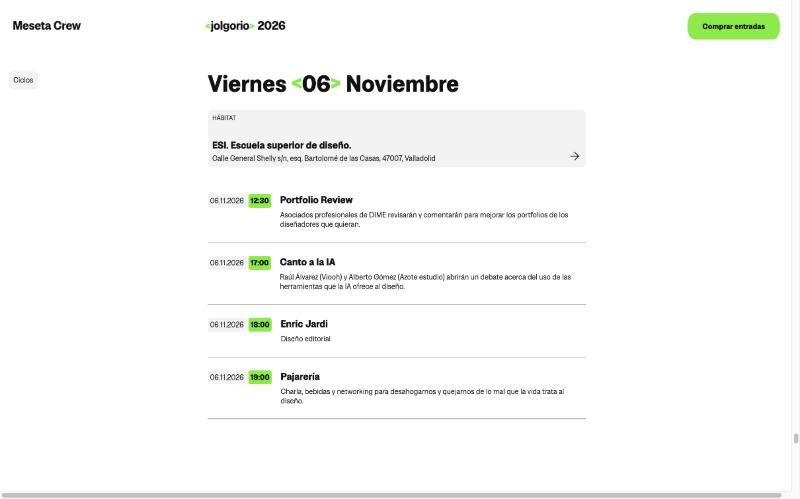 Meseta Crew
<jolgorio> 2026
Comprar entradas
Ciclos
Viernes <06> Noviembre
HÁBITAT
ESI. Escuela superior de diseño.
Calle General Shelly s/n, esq. Bartolomé de las Casas, 47007, Valladolid
06.11.2026 12:30 Portfolio Review
Asociados profesionales de DIME revisarán y comentarán para mejorar los portfolios de los
diseñadores que quieran.
06.11.2026 17:00 Canto a la IA
Raúl Álvarez (Viooh) y Alberto Gómez (Azote estudio) abrirán un debate acerca del uso de las
herramientas que la IA ofrece al diseño.
06.11.2026 18:00 Enric Jardi
Diseño editorial
06.11.2026 19:00 Pajarería
Charla, bebidas y networking para desahogarnos y quejarnos de lo mal que la vida trata al
diseño.